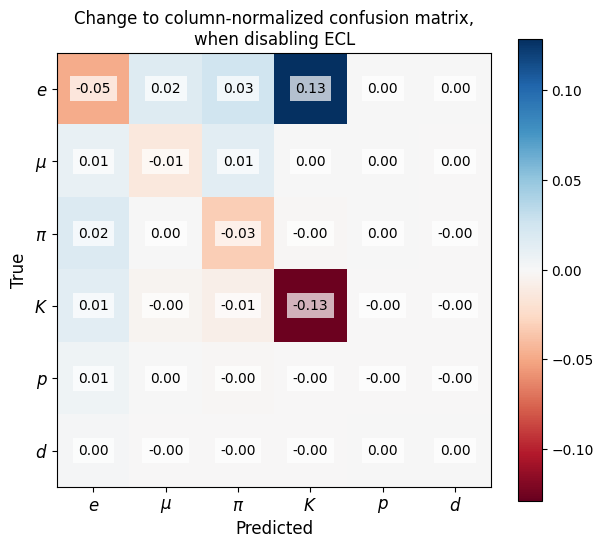 Change to column-normalized confusion matrix,
when disabling ECL
e -0.05 0.02 0.03 0.13 0.00 0.00
μ 0.01 -0.01 0.01 0.00 0.00 0.00
π 0.02 0.00 -0.03 -0.00 0.00 -0.00
K 0.01 -0.00 -0.01 -0.13 -0.00 -0.00
p 0.01 0.00 -0.00 -0.00 -0.00 -0.00
d 0.00 -0.00 -0.00 -0.00 0.00 0.00
e μ π K p d
Predicted
True
0.10
0.05
0.00
−0.05
−0.10